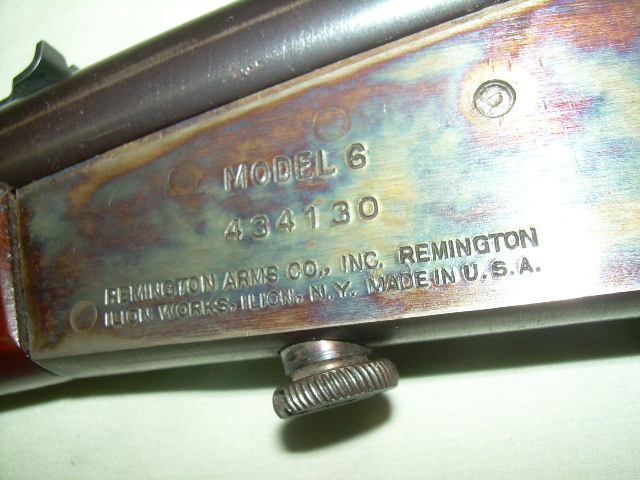 MODEL 6
434130
REMINGTON ARMS CO., INC. REMINGTON
ILION WORKS, ILION, N.Y. MADE IN U.S.A.